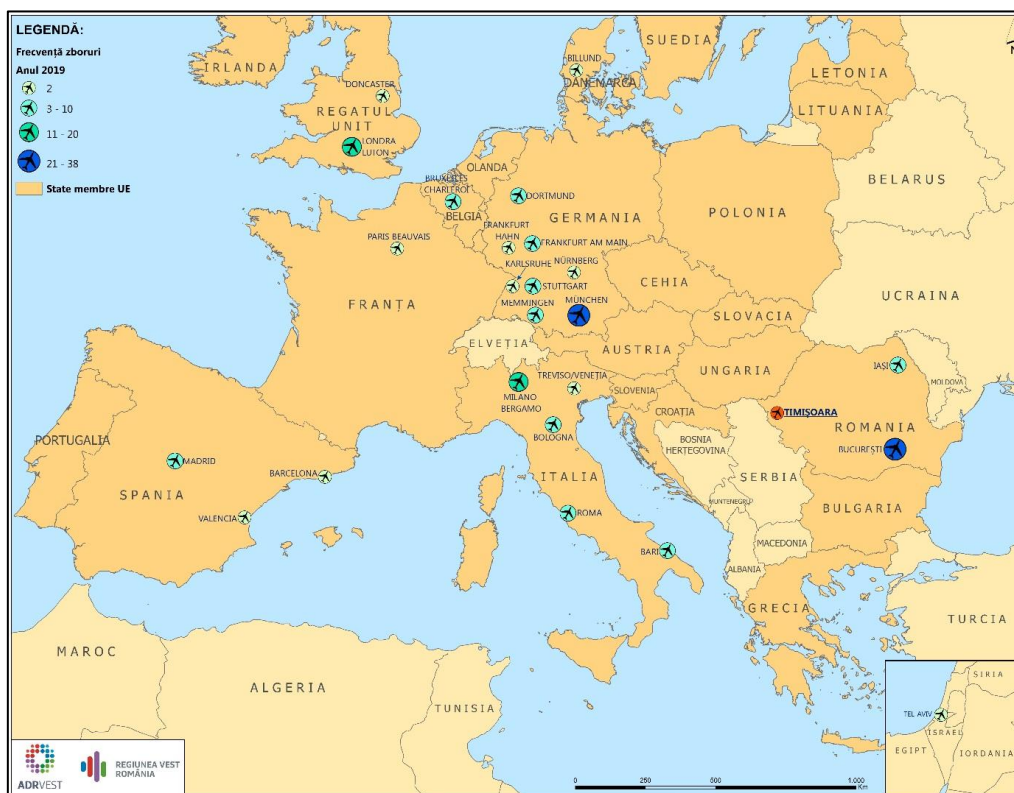 LEGENDĂ:
Frecvență zboruri
Anul 2019
2
3 - 10
11 - 20
21 - 38
State membre UE
SUEDIA
IRLANDA
BILLUND
DANEMARCA
LETONIA
LITUANIA
DONCASTER
REGATUL
UNIT
LONDRA
LUTON
OLANDA
BELARUS
BRUXELLES
CHARLEROI
BELGIA
DORTMUND
GERMANIA
POLONIA
FRANKFURT
HAHN
FRANKFURT AM MAIN
PARIS BEAUVAIS
KARLSRUHE
NÜRNBERG
CEHIA
STUTTGART
UCRAINA
FRANȚA
MEMMINGEN
MÜNCHEN
SLOVACIA
ELVEȚIA
AUSTRIA
UNGARIA
IAȘI
MOLDOVA
TREVISO/VENEȚIA
SLOVENIA
MILANO
BERGAMO
CROAȚIA
TIMIȘOARA
ROMANIA
BOLOGNA
BOSNIA
HERȚEGOVINA
BUCUREȘTI
PORTUGALIA
MADRID
BARCELONA
ITALIA
SERBIA
SPANIA
MUNTENEGRU
BULGARIA
VALENCIA
ROMA
MACEDONIA
BARI
ALBANIA
GRECIA
TURCIA
MAROC
ALGERIA
TUNISIA
SIRIA
TEL AVIV
ISRAEL
EGIPT
IORDANIA
ADRVEST
REGIUNEA VEST
ROMÂNIA
0 250 500 1.000
Km